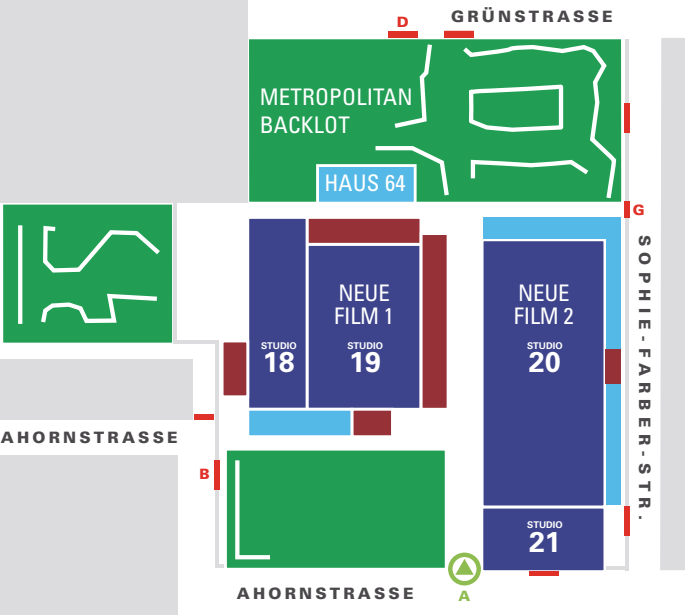 D
GRÜNSTRASSE
METROPOLITAN
BACKLOT
HAUS 64
G
SOPHIE-FARBER-STR.
NEUE
FILM 1
NEUE
FILM 2
STUDIO
18
STUDIO
19
STUDIO
20
AHORNSTRASSE
B
STUDIO
21
AHORNSTRASSE
A